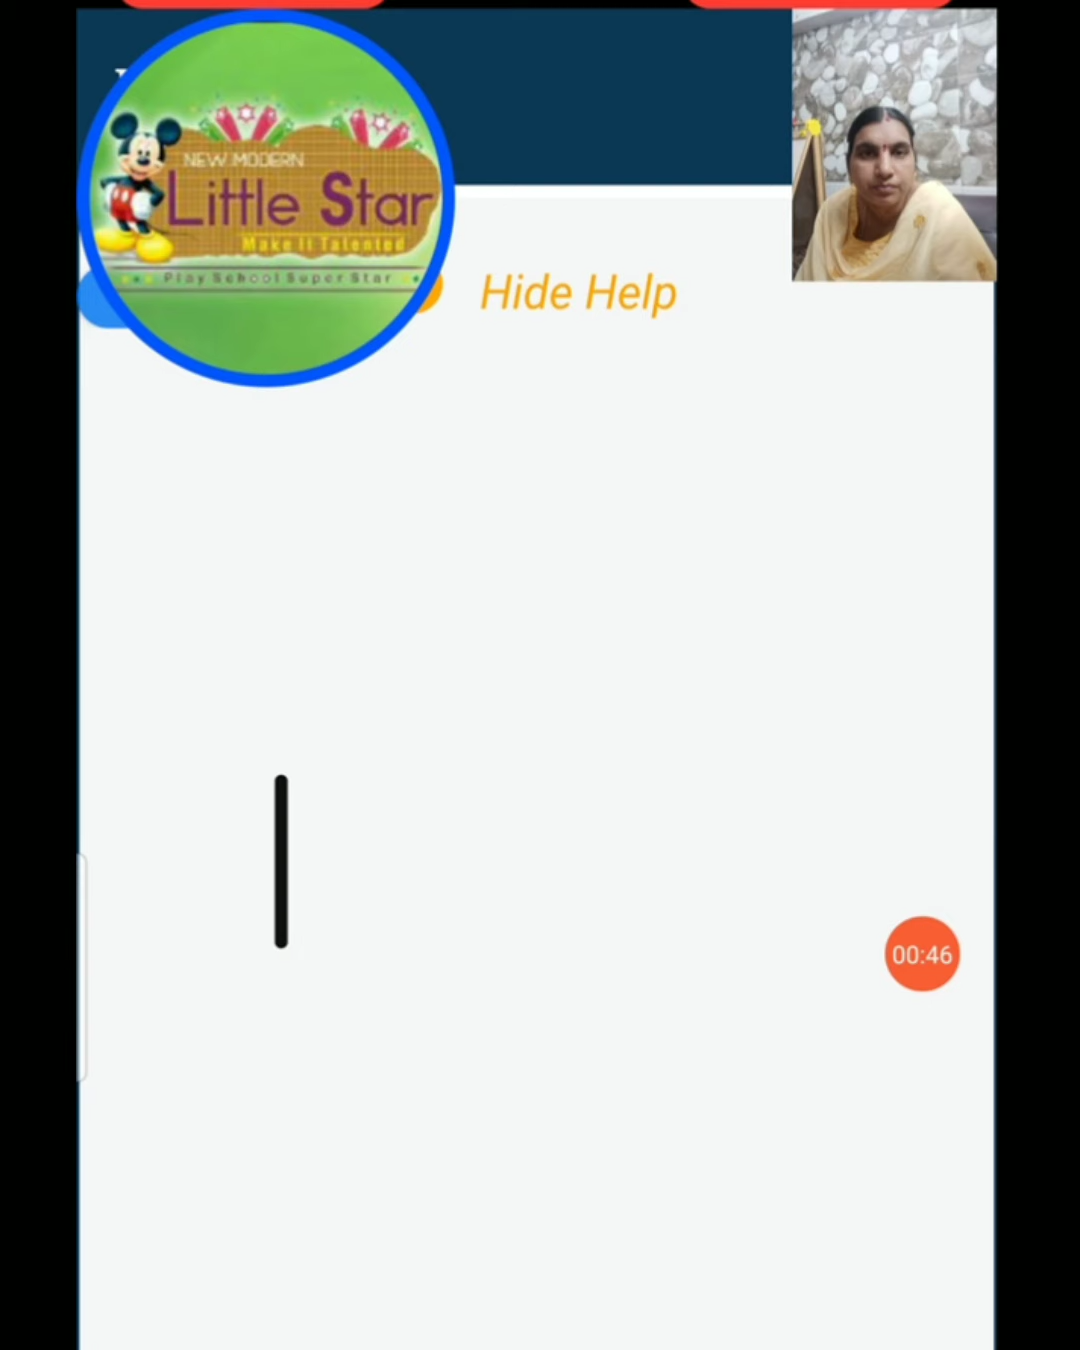 NEW MODERN
Little Star
Make It Talented
Play School Super Star
Hide Help
00:46